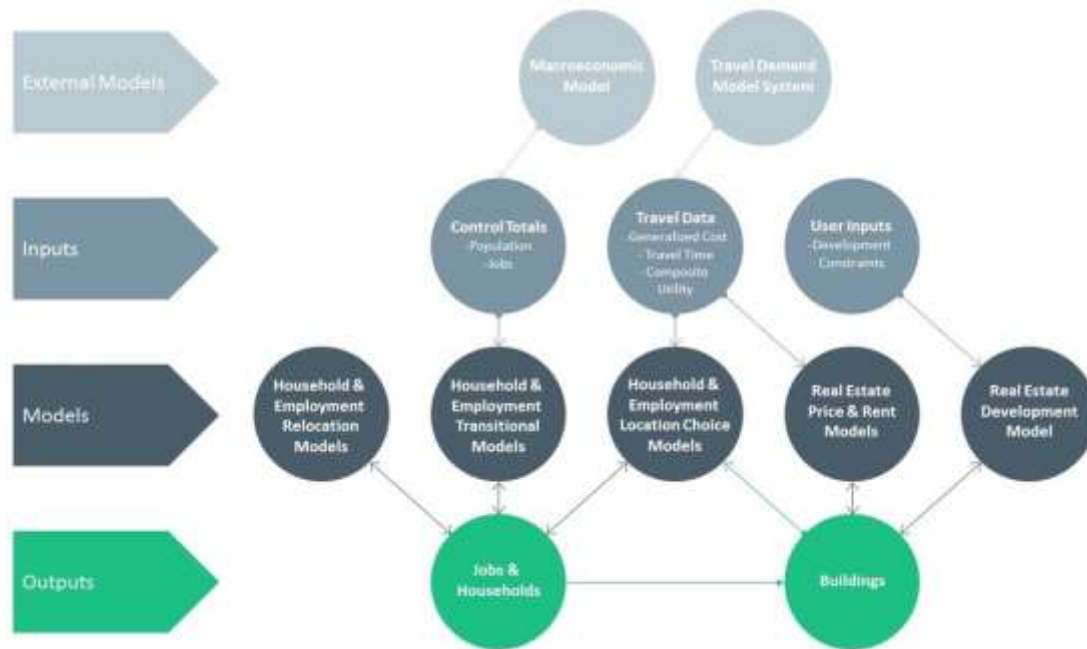 External Models
Macroeconomic
Model
Travel Demand
Model System
Inputs
Control Totals
-Population
-Jobs
Travel Data
-Generalized Cost
- Travel Time
-Composite
Utility
User Inputs
-Development
Constraints
Models
Household &
Employment
Relocation
Models
Household &
Employment
Transitional
Models
Household &
Employment
Location Choice
Models
Real Estate
Price & Rent
Models
Real Estate
Development
Model
Outputs
Jobs &
Households
Buildings